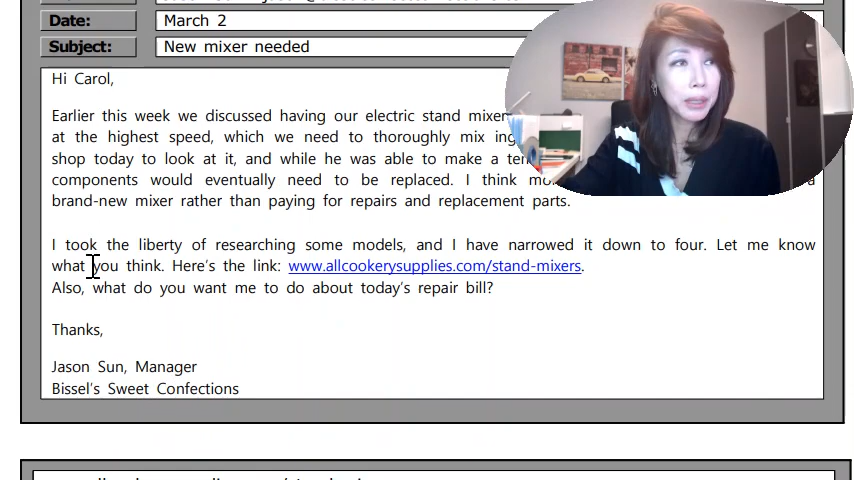 Date:
March 2
Subject:
New mixer needed
Hi Carol,
Earlier this week we discussed having our electric stand mixer
at the highest speed, which we need to thoroughly mix
shop today to look at it, and while he was able to make a
components would eventually need to be replaced. I think
brand-new mixer rather than paying for repairs and replacement parts.
I took the liberty of researching some models, and I have narrowed it down to four. Let me know
what you think. Here's the link: www.allcookerysupplies.com/stand-mixers.
Also, what do you want me to do about today's repair bill?
Thanks,
Jason Sun, Manager
Bissel's Sweet Confections